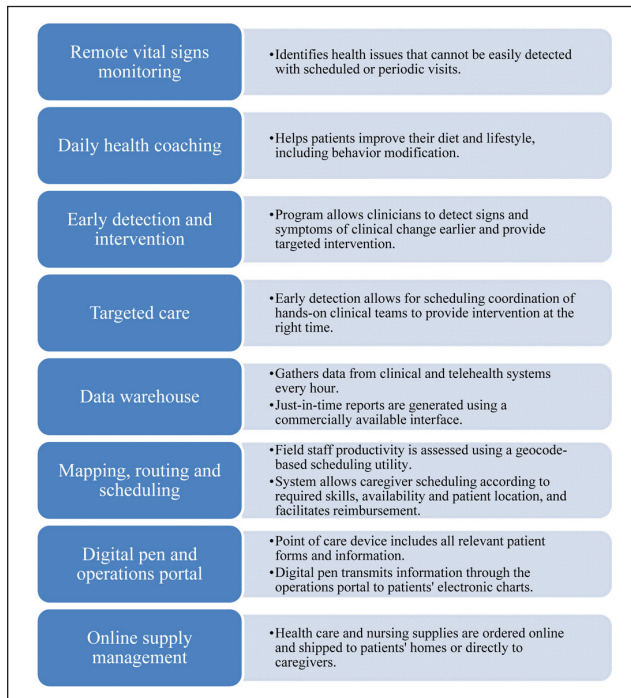 Remote vital signs
monitoring
•Identifies health issues that cannot be easily detected
with scheduled or periodic visits.
Daily health coaching
•Helps patients improve their diet and lifestyle,
including behavior modification.
Early detection and
intervention
•Program allows clinicians to detect signs and
symptoms of clinical change earlier and provide
targeted intervention.
Targeted care
•Early detection allows for scheduling coordination of
hands-on clinical teams to provide intervention at the
right time.
Data warehouse
•Gathers data from clinical and telehealth systems
every hour.
•Just-in-time reports are generated using a
commercially available interface.
Mapping, routing and
scheduling
•Field staff productivity is assessed using a geocode-
based scheduling utility.
•System allows caregiver scheduling according to
required skills, availability and patient location, and
facilitates reimbursement.
Digital pen and
operations portal
•Point of care device includes all relevant patient
forms and information.
•Digital pen transmits information through the
operations portal to patients' electronic charts.
Online supply
management
•Health care and nursing supplies are ordered online
and shipped to patients' homes or directly to
caregivers.